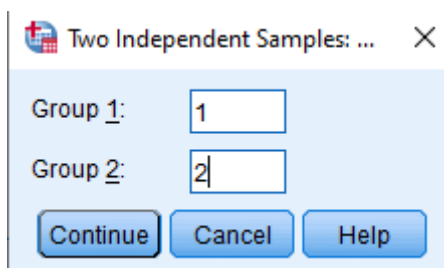 Two Independent Samples: ...
Group 1: 1
Group 2: 2
Continue Cancel Help